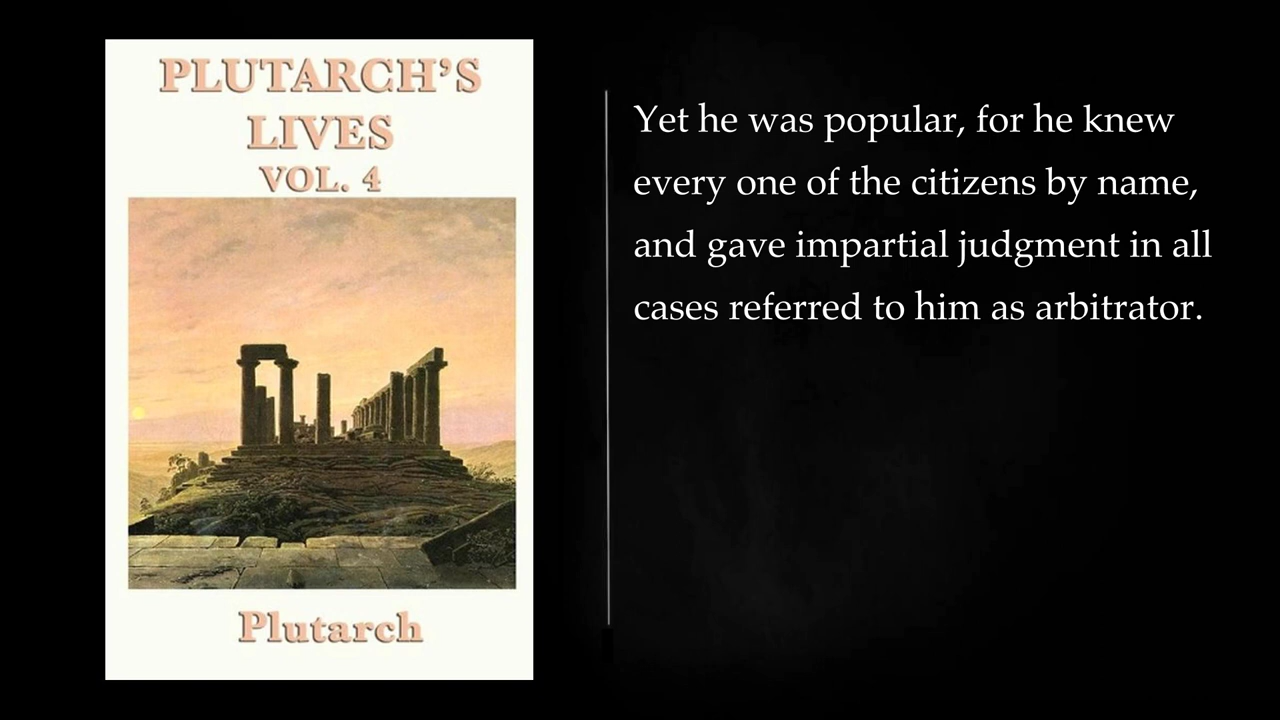 PLUTARCH'S
LIVES
VOL. 4
Plutarch
Yet he was popular, for he knew
every one of the citizens by name,
and gave impartial judgment in all
cases referred to him as arbitrator.